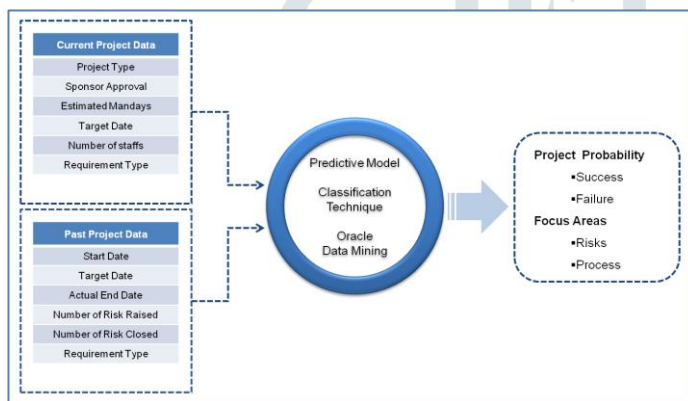 Current Project Data
Project Type
Sponsor Approval
Estimated Mandays
Target Date
Number of staffs
Requirement Type
Past Project Data
Start Date
Target Date
Actual End Date
Number of Risk Raised
Number of Risk Closed
Requirement Type
Predictive Model
Classification
Technique
Oracle
Data Mining
Project Probability
▪Success
▪Failure
Focus Areas
▪Risks
▪Process